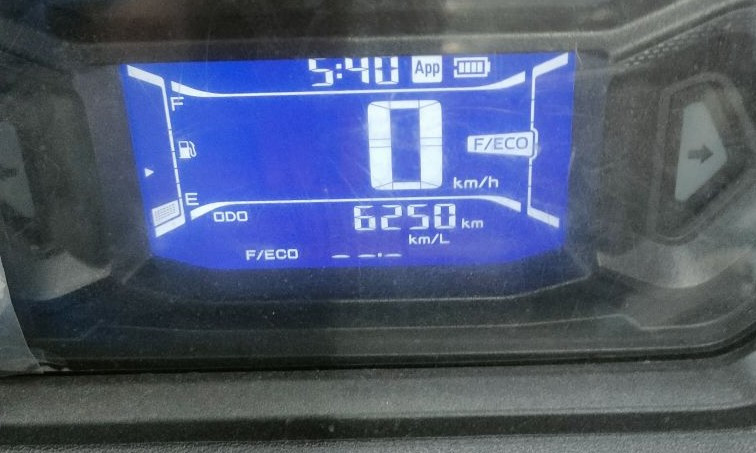 5:40 App
F
0 F/ECO
km/h
E
ODO 6250 km
km/L
F/ECO --.-